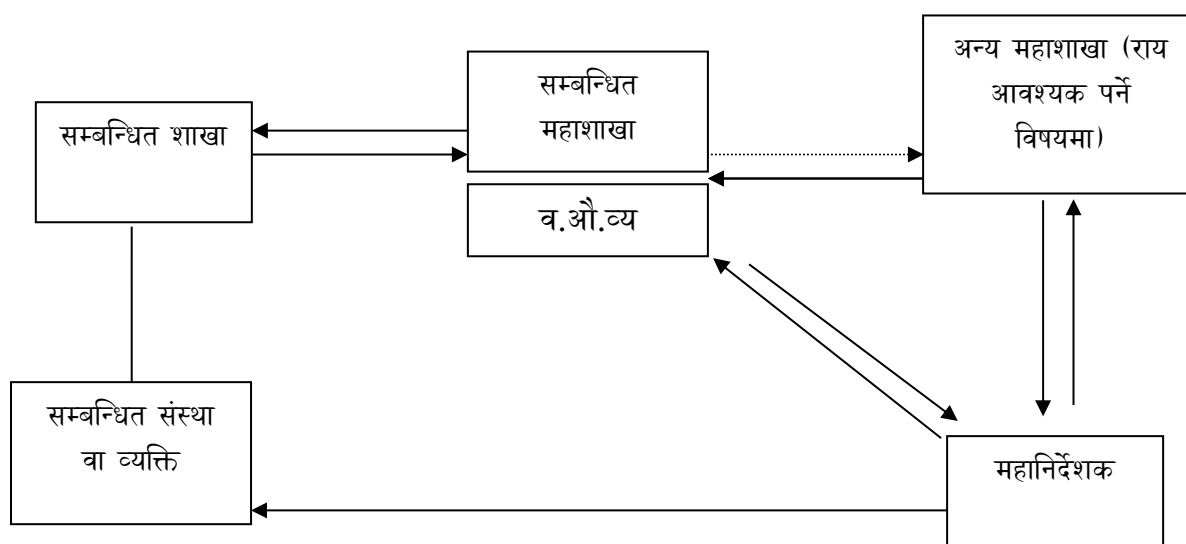 अन्य महाशाखा (राय
आवश्यक पर्ने
विषयमा)
सम्बन्धित
महाशाखा
सम्बन्धित शाखा
व.औ.व्य
सम्बन्धित संस्था
वा व्यक्ति
महानिर्देशक